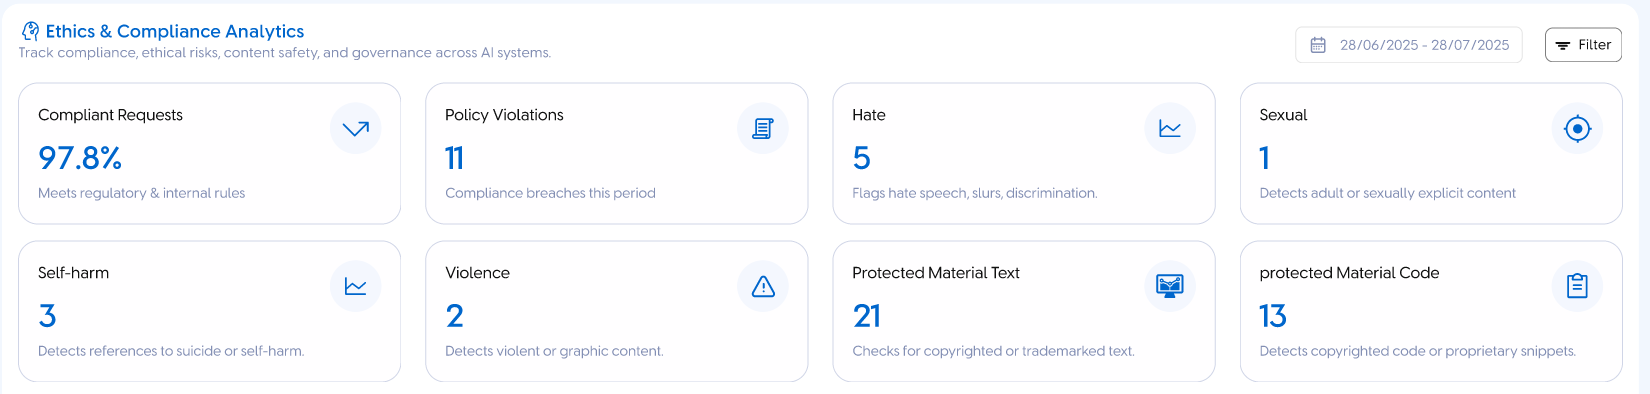 Ethics & Compliance Analytics
Track compliance, ethical risks, content safety, and governance across AI systems.
28/06/2025 - 28/07/2025
Filter
Compliant Requests
97.8%
Meets regulatory & internal rules
Policy Violations
11
Compliance breaches this period
Hate
5
Flags hate speech, slurs, discrimination.
Sexual
1
Detects adult or sexually explicit content
Self-harm
3
Detects references to suicide or self-harm.
Violence
2
Detects violent or graphic content.
Protected Material Text
21
Checks for copyrighted or trademarked text.
protected Material Code
13
Detects copyrighted code or proprietary snippets.